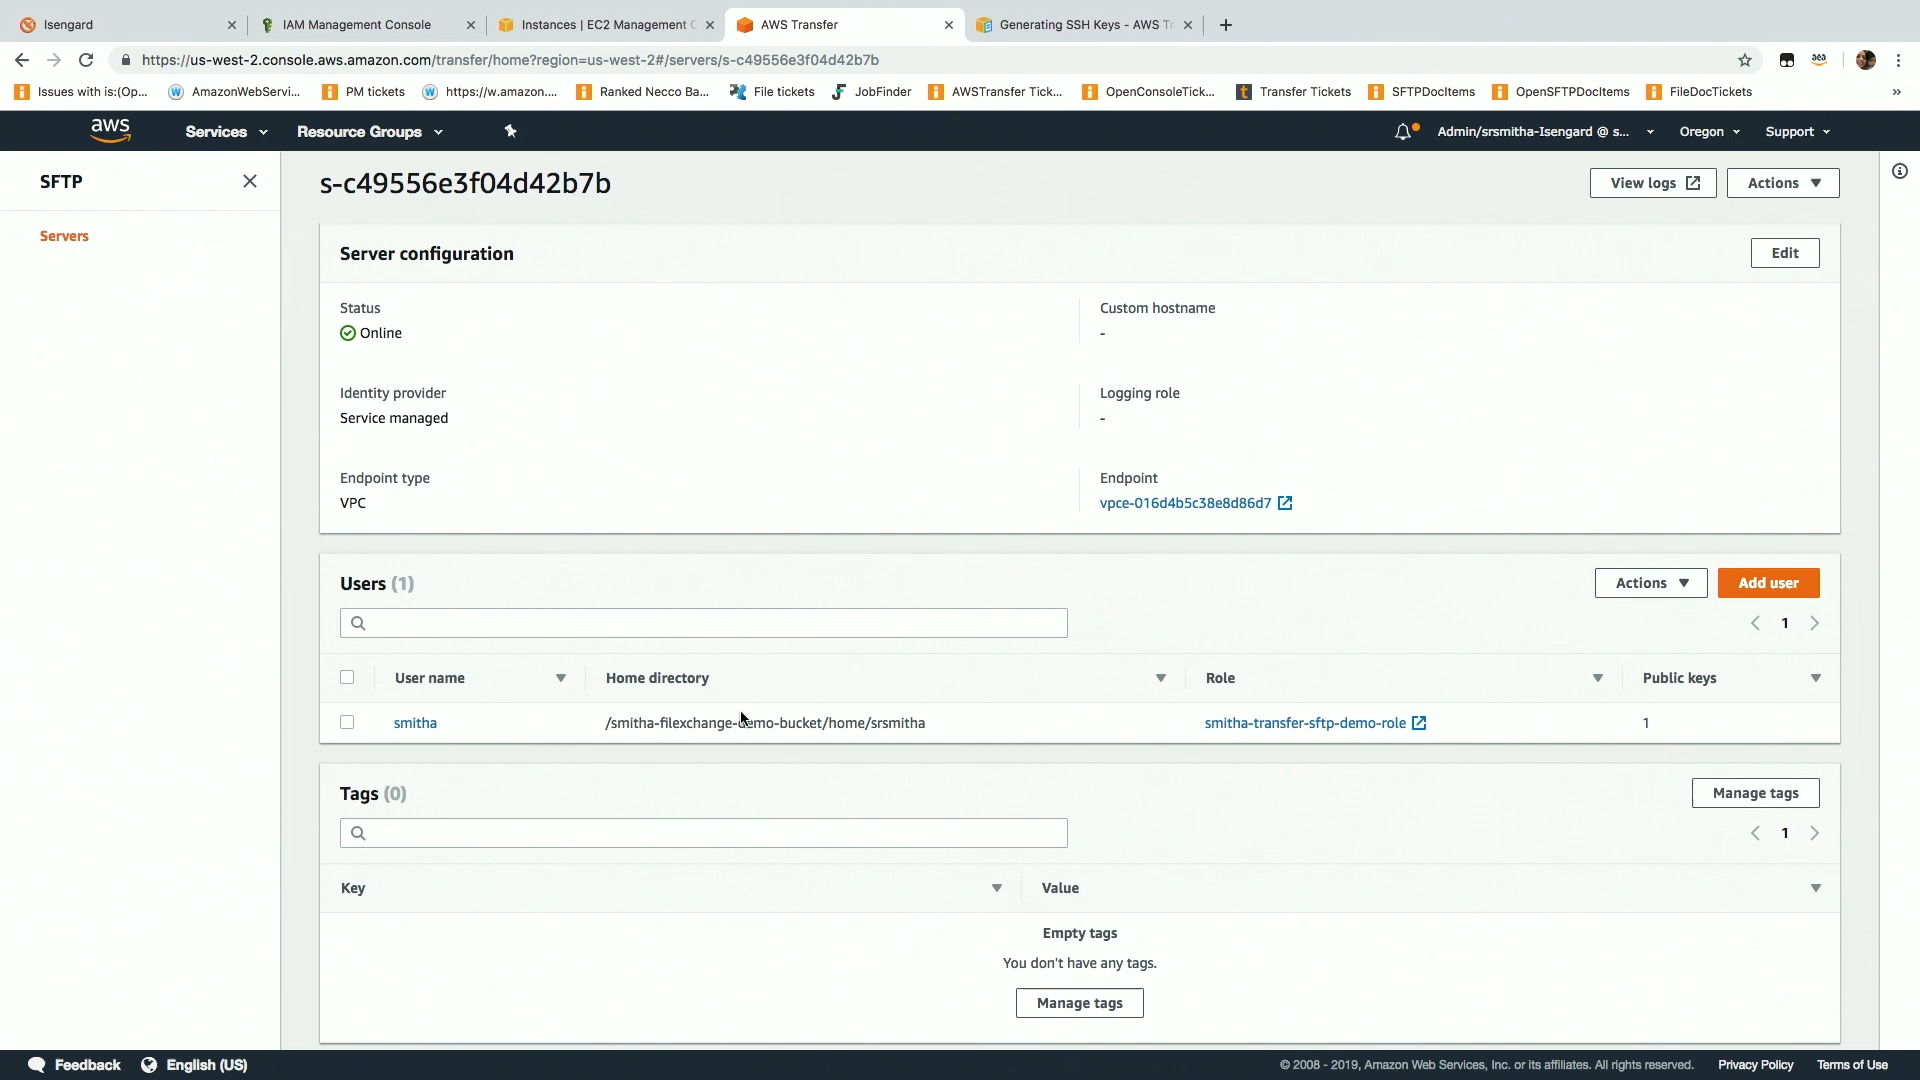 Isengard
IAM Management Console
Instances | EC2 Management C
AWS Transfer
Generating SSH Keys - AWS Tr
https://us-west-2.console.aws.amazon.com/transfer/home?region=us-west-2#/servers/s-c49556e3f04d42b7b
Issues with is:(Op...
AmazonWebServi...
PM tickets
https://w.amazon....
Ranked Necco Ba...
File tickets
JobFinder
AWSTransfer Tick...
OpenConsoleTick...
Transfer Tickets
SFTPDocItems
OpenSFTPDocItems
FileDocTickets
»
aws
Services
Resource Groups
Admin/srsmitha-Isengard @ s...
Oregon
Support
SFTP
Servers
s-c49556e3f04d42b7b
View logs
Actions
Server configuration
Edit
Status
Online
Custom hostname
-
Identity provider
Service managed
Logging role
-
Endpoint type
VPC
Endpoint
vpce-016d4b5c38e8d86d7
Users (1)
Actions
Add user
1
User name
Home directory
Role
Public keys
smitha
/smitha-filexchange-demo-bucket/home/srsmitha
smitha-transfer-sftp-demo-role
1
Tags (0)
Manage tags
1
Key
Value
Empty tags
You don't have any tags.
Manage tags
Feedback
English (US)
© 2008 - 2019, Amazon Web Services, Inc. or its affiliates. All rights reserved.
Privacy Policy
Terms of Use